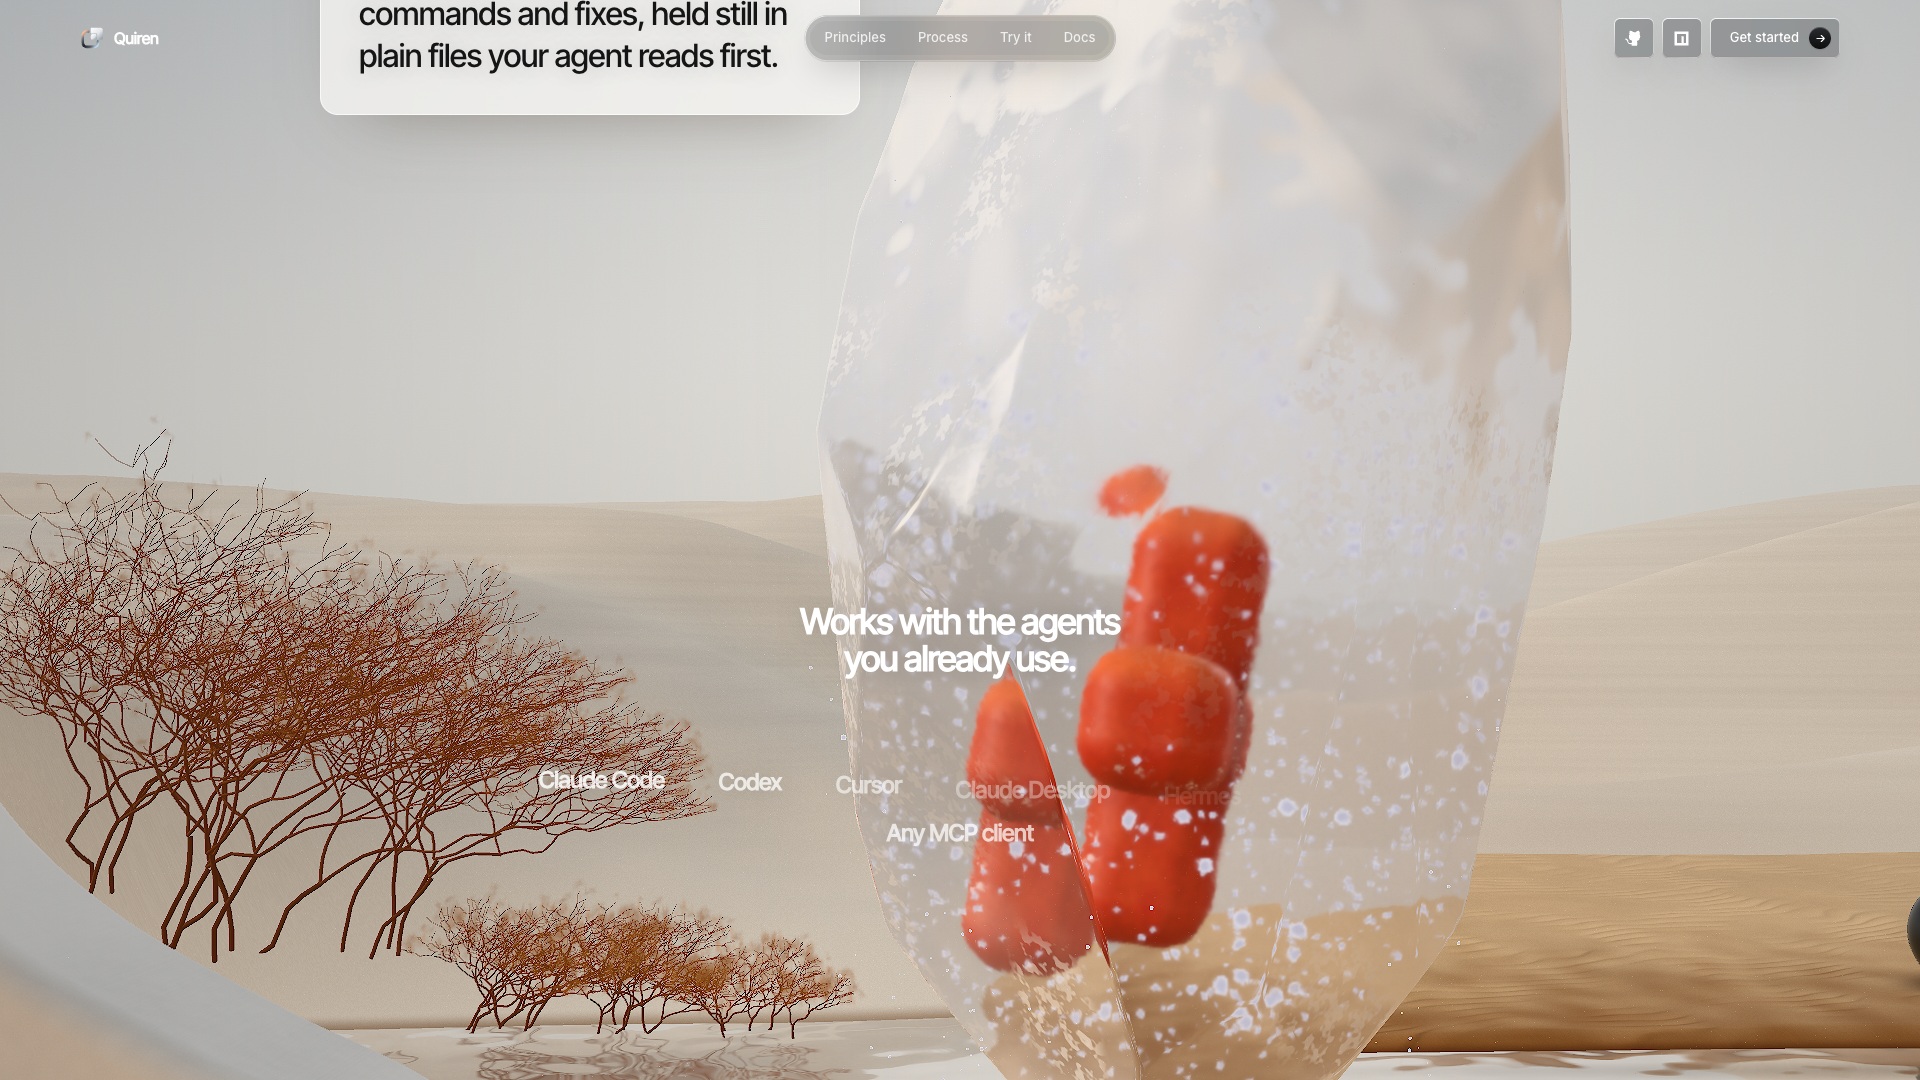 commands and fixes, held still in
plain files your agent reads first.
Quiren
Principles
Process
Try it
Docs
Get started
Works with the agents
you already use.
Claude Code
Codex
Cursor
Claude Desktop
Hermes
Any MCP client